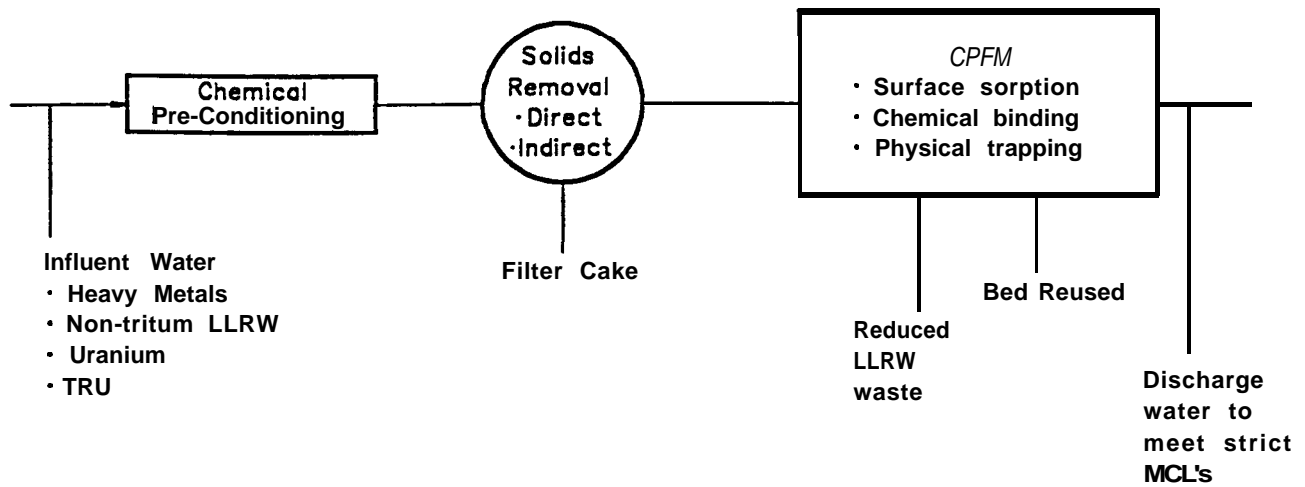 Chemical
Pre-Conditioning
Solids
Removal
·Direct
·Indirect
CPFM
· Surface sorption
· Chemical binding
· Physical trapping
Influent Water
· Heavy Metals
· Non-tritum LLRW
· Uranium
· TRU
Filter Cake
Reduced
LLRW
waste
Bed Reused
Discharge
water to
meet strict
MCL's